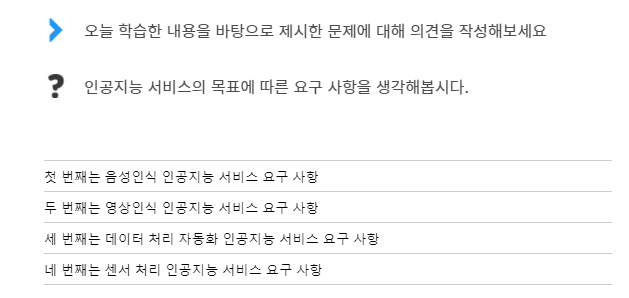 오늘 학습한 내용을 바탕으로 제시한 문제에 대해 의견을 작성해보세요
? 인공지능 서비스의 목표에 따른 요구 사항을 생각해봅시다.
첫 번째는 음성인식 인공지능 서비스 요구 사항
두 번째는 영상인식 인공지능 서비스 요구 사항
세 번째는 데이터 처리 자동화 인공지능 서비스 요구 사항
네 번째는 센서 처리 인공지능 서비스 요구 사항